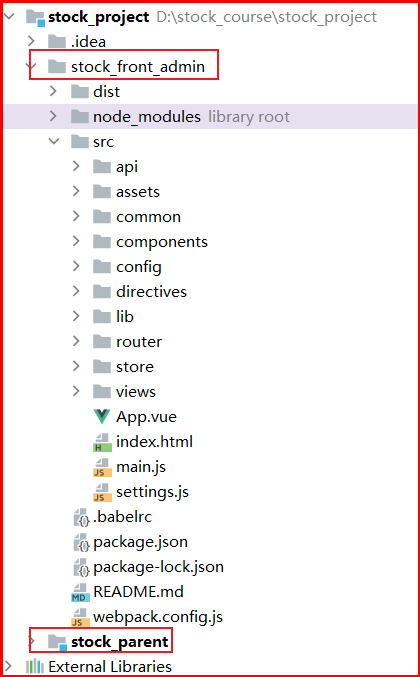 stock_project D:\stock_course\stock_project
.idea
stock_front_admin
dist
node_modules library root
src
api
assets
common
components
config
directives
lib
router
store
views
App.vue
index.html
main.js
settings.js
.babelrc
package.json
package-lock.json
README.md
webpack.config.js
stock_parent
External Libraries